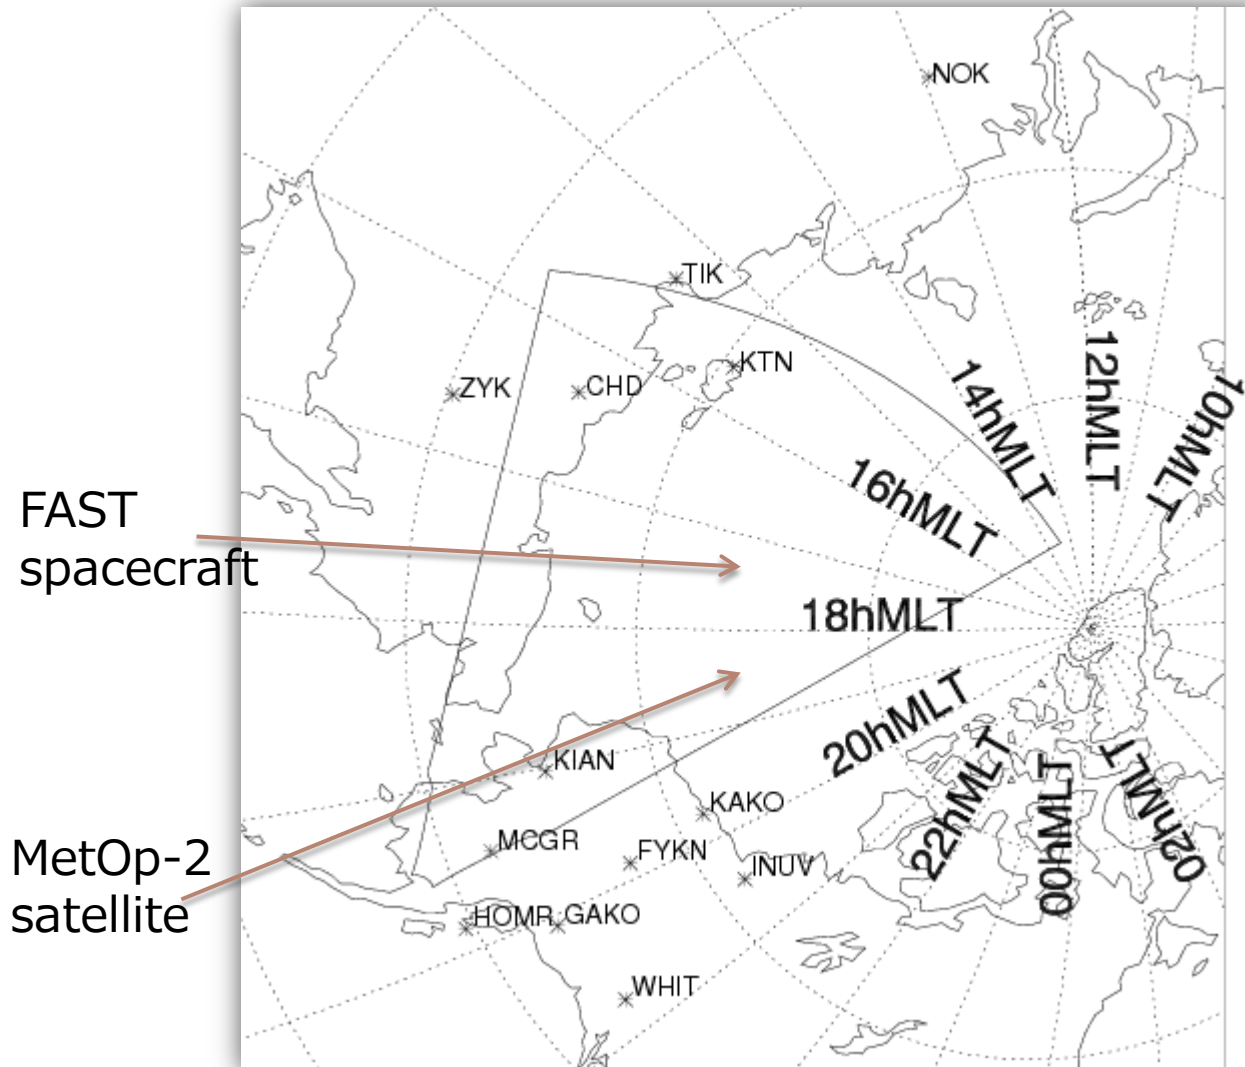 NOK
TIK
KTN
ZYK
CHD
12hMLT
14hMLT
10hMLT
16hMLT
FAST
spacecraft
18hMLT
20hMLT
KIAN
22hMLT
00hMLT
02hMLT
KAKO
MCGR
FYKN
INUV
MetOp-2
satellite
HOMR
GAKO
WHIT